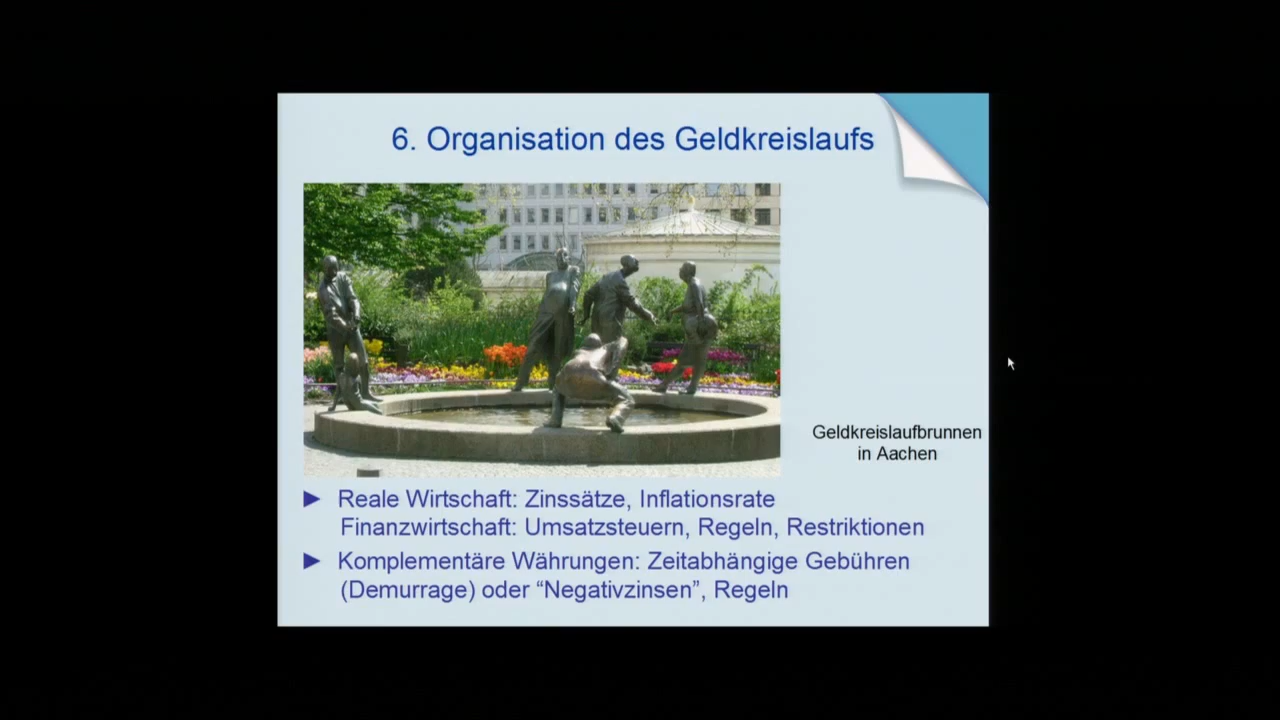 6. Organisation des Geldkreislaufs
Geldkreislaufbrunnen
in Aachen
► Reale Wirtschaft: Zinssätze, Inflationsrate
Finanzwirtschaft: Umsatzsteuern, Regeln, Restriktionen
► Komplementäre Währungen: Zeitabhängige Gebühren
(Demurrage) oder “Negativzinsen”, Regeln